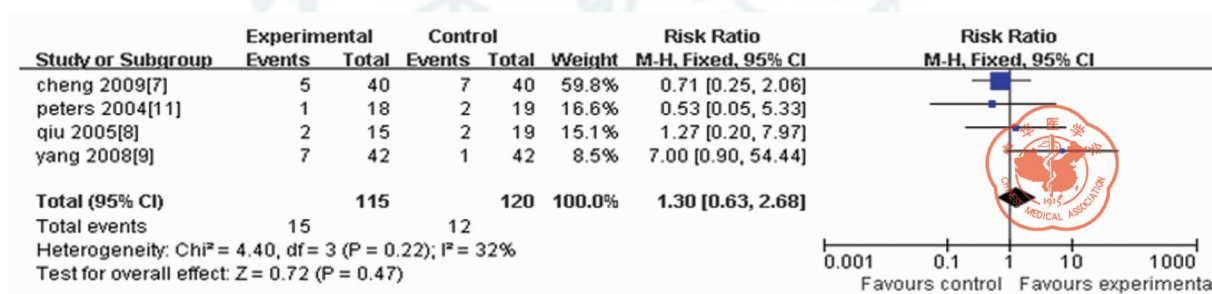 Experimental Control Risk Ratio Risk Ratio
Study or Subgroup Events Total Events Total Weight M-H, Fixed, 95% CI M-H, Fixed, 95% CI
cheng 2009[7] 5 40 7 40 59.8% 0.71 [0.25, 2.06]
peters 2004[11] 1 18 2 19 16.6% 0.53 [0.05, 5.33]
qiu 2005[8] 2 15 2 19 15.1% 1.27 [0.20, 7.97]
yang 2008[9] 7 42 1 42 8.5% 7.00 [0.90, 54.44]
Total (95% CI) 115 120 100.0% 1.30 [0.63, 2.68]
Total events 15 12
Heterogeneity: Chi² = 4.40, df = 3 (P = 0.22); I² = 32%
Test for overall effect: Z = 0.72 (P = 0.47)
0.001 0.1 1 10 1000
Favours control Favours experimenta
医学
1915
MEDICAL ASSOCIATION